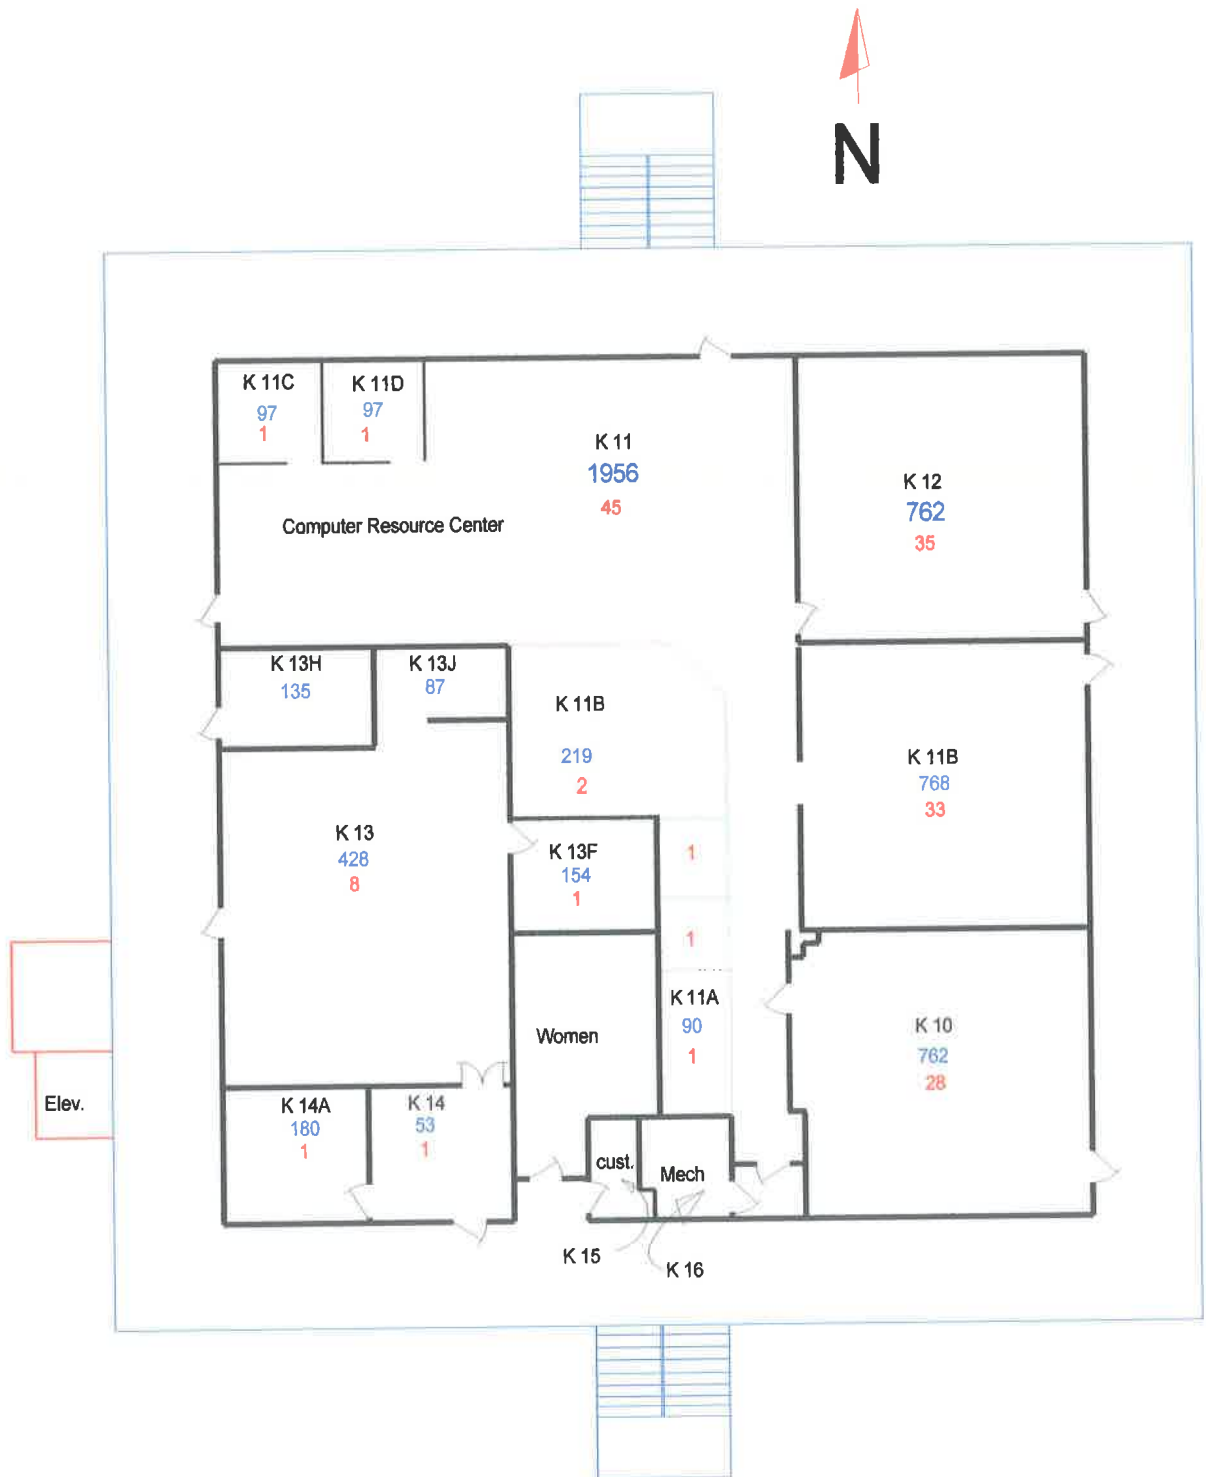 N
K 11C
97
1
K 11D
97
1
K 11
1956
45
Computer Resource Center
K 12
762
35
K 13H
135
K 13J
87
K 11B
219
2
K 11B
768
33
K 13
428
8
K 13F
154
1
1
1
K 11A
90
1
Women
K 10
762
28
Elev.
K 14A
180
1
K 14
53
1
cust.
Mech
K 15
K 16